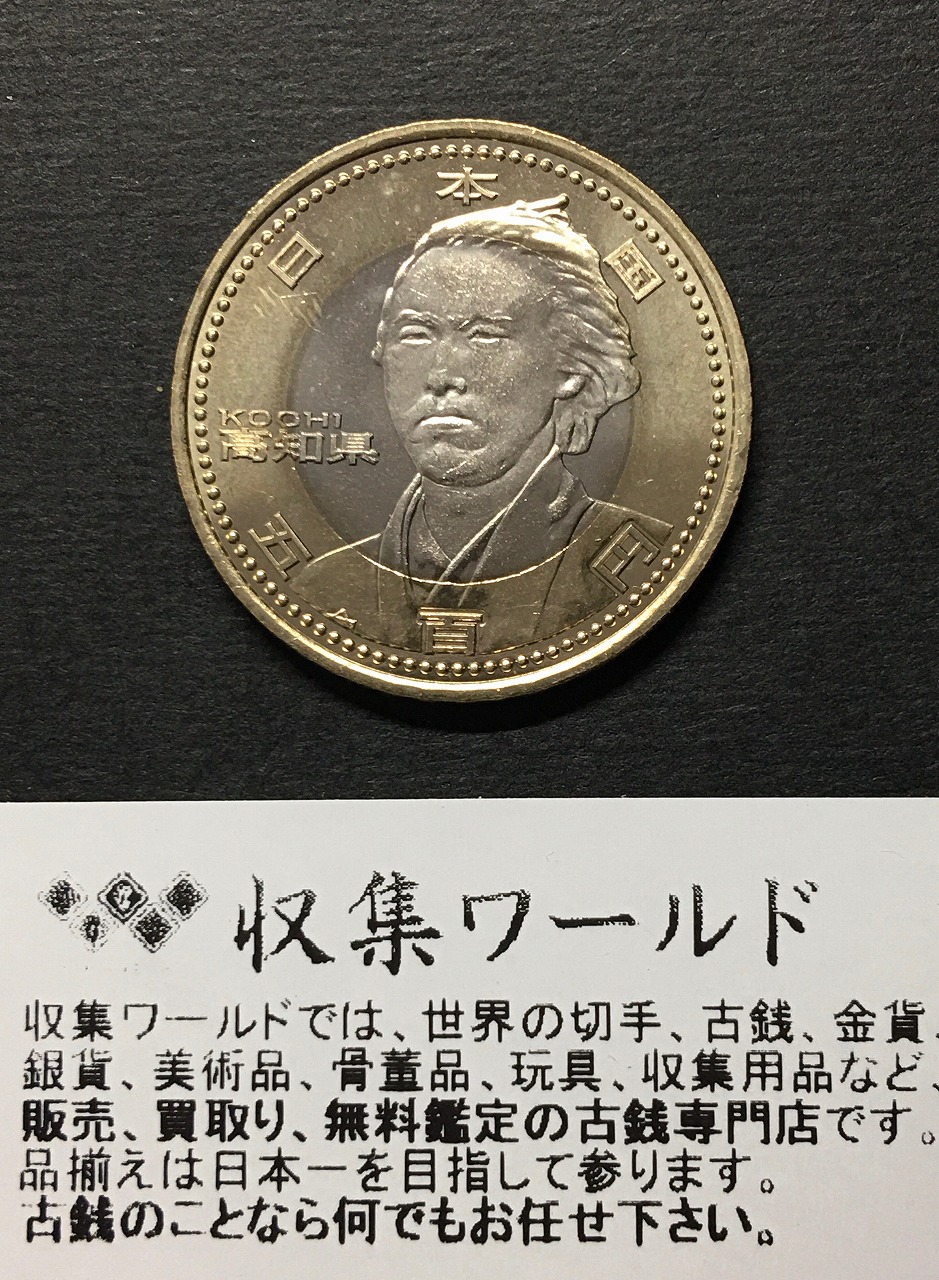 日本国
KOCHI
高知県
五百円
収集ワールド
収集ワールドでは、世界の切手、古銭、金貨、
銀貨、美術品、骨董品、玩具、収集用品など、
販売、買取り、無料鑑定の古銭専門店です。
品揃えは日本一を目指して参ります。
古銭のことなら何でもお任せ下さい。